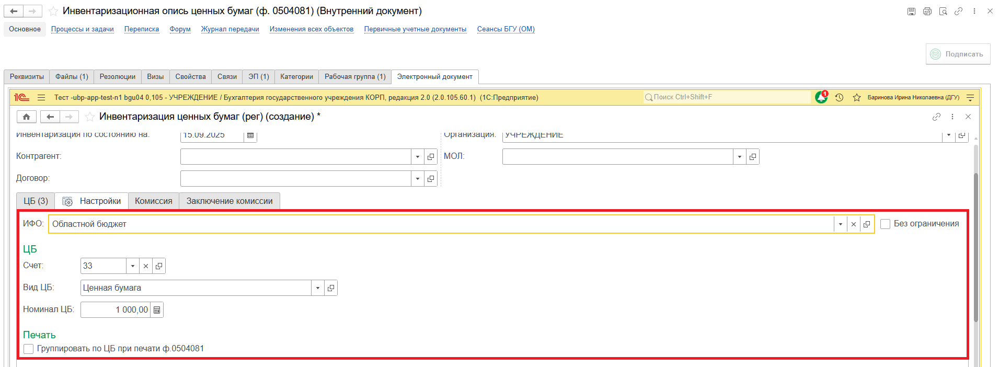 Инвентаризационная опись ценных бумаг (ф. 0504081) (Внутренний документ)
Основное Процессы и задачи Переписка Форум Журнал передачи Изменения всех объектов Первичные учетные документы Сеансы БГУ (ОМ)
Подписать
Реквизиты Файлы (1) Резолюции Визы Свойства Связи ЭП (1) Категории Рабочая группа (1) Электронный документ
1С Тест -ubp-app-test-n1 bgu04 0,105 - УЧРЕЖДЕНИЕ / Бухгалтерия государственного учреждения КОРП, редакция 2.0 (2.0.105.60.1) (1С:Предприятие) Поиск Ctrl+Shift+F 1 Баринова Ирина Николаевна (ДГУ)
Инвентаризация ценных бумаг (рег) (создание) *
Инвентаризация по состоянию на: 15.09.2025 Организация: УЧРЕЖДЕНИЕ
Контрагент: МОЛ:
Договор:
ЦБ (3) Настройки Комиссия Заключение комиссии
ИФО: Областной бюджет Без ограничения
ЦБ
Счет: 33
Вид ЦБ: Ценная бумага
Номинал ЦБ: 1 000,00
Печать
Группировать по ЦБ при печати ф.0504081